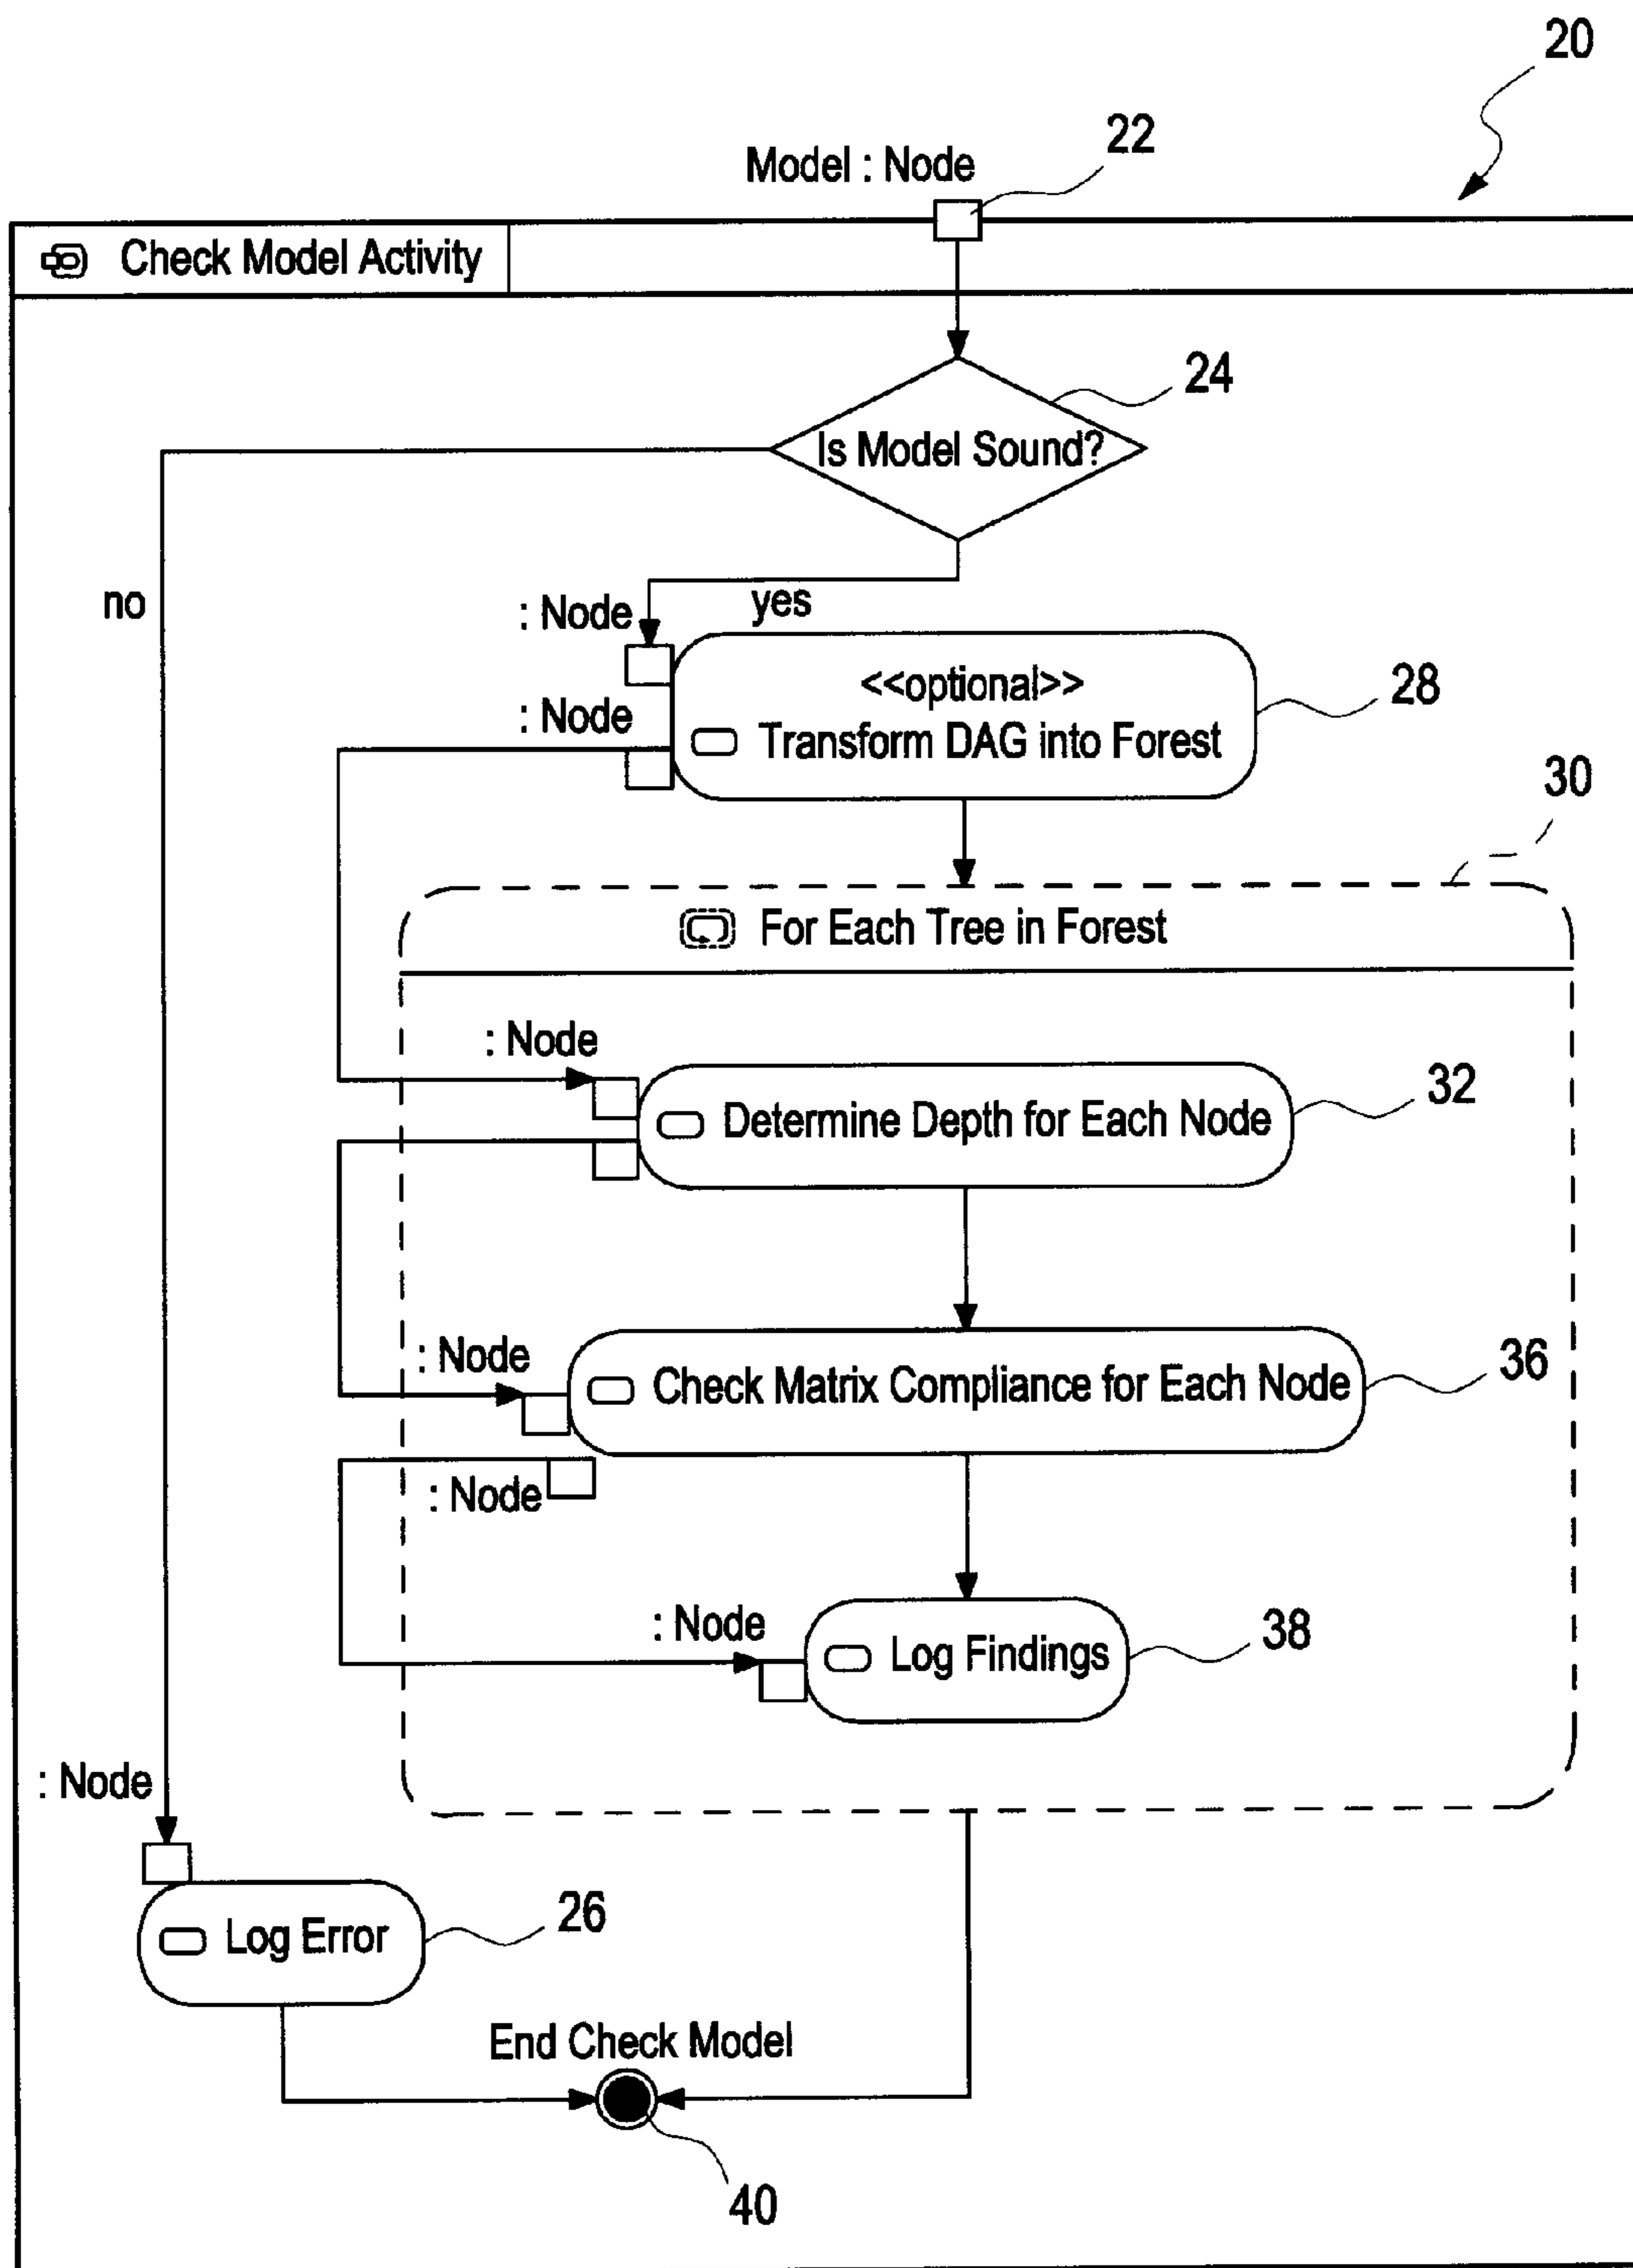 20
22
Model : Node
Check Model Activity
24
Is Model Sound?
no
: Node
yes
<<optional>>
28
: Node
Transform DAG into Forest
30
For Each Tree in Forest
: Node
32
Determine Depth for Each Node
: Node
36
Check Matrix Compliance for Each Node
: Node
: Node
38
Log Findings
: Node
26
Log Error
End Check Model
40